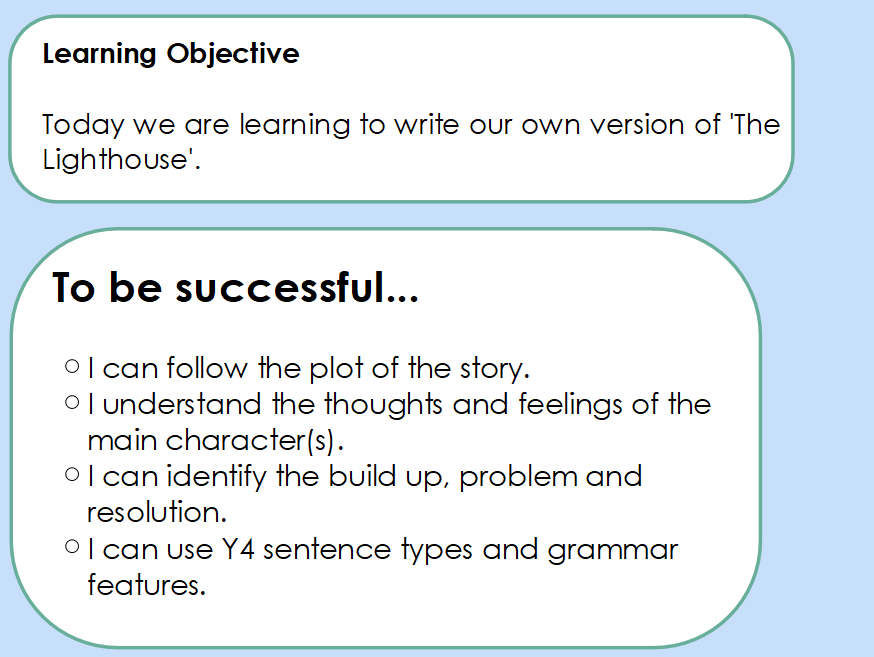 Learning Objective
Today we are learning to write our own version of 'The
Lighthouse'.
To be successful...
○ I can follow the plot of the story.
○ I understand the thoughts and feelings of the
main character(s).
○ I can identify the build up, problem and
resolution.
○ I can use Y4 sentence types and grammar
features.